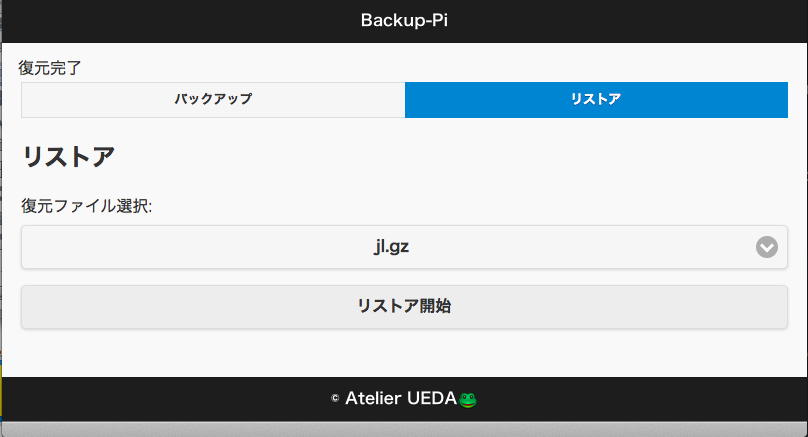 Backup-Pi
復元完了
バックアップ リストア
リストア
復元ファイル選択:
jl.gz
リストア開始
© Atelier UEDA🐸